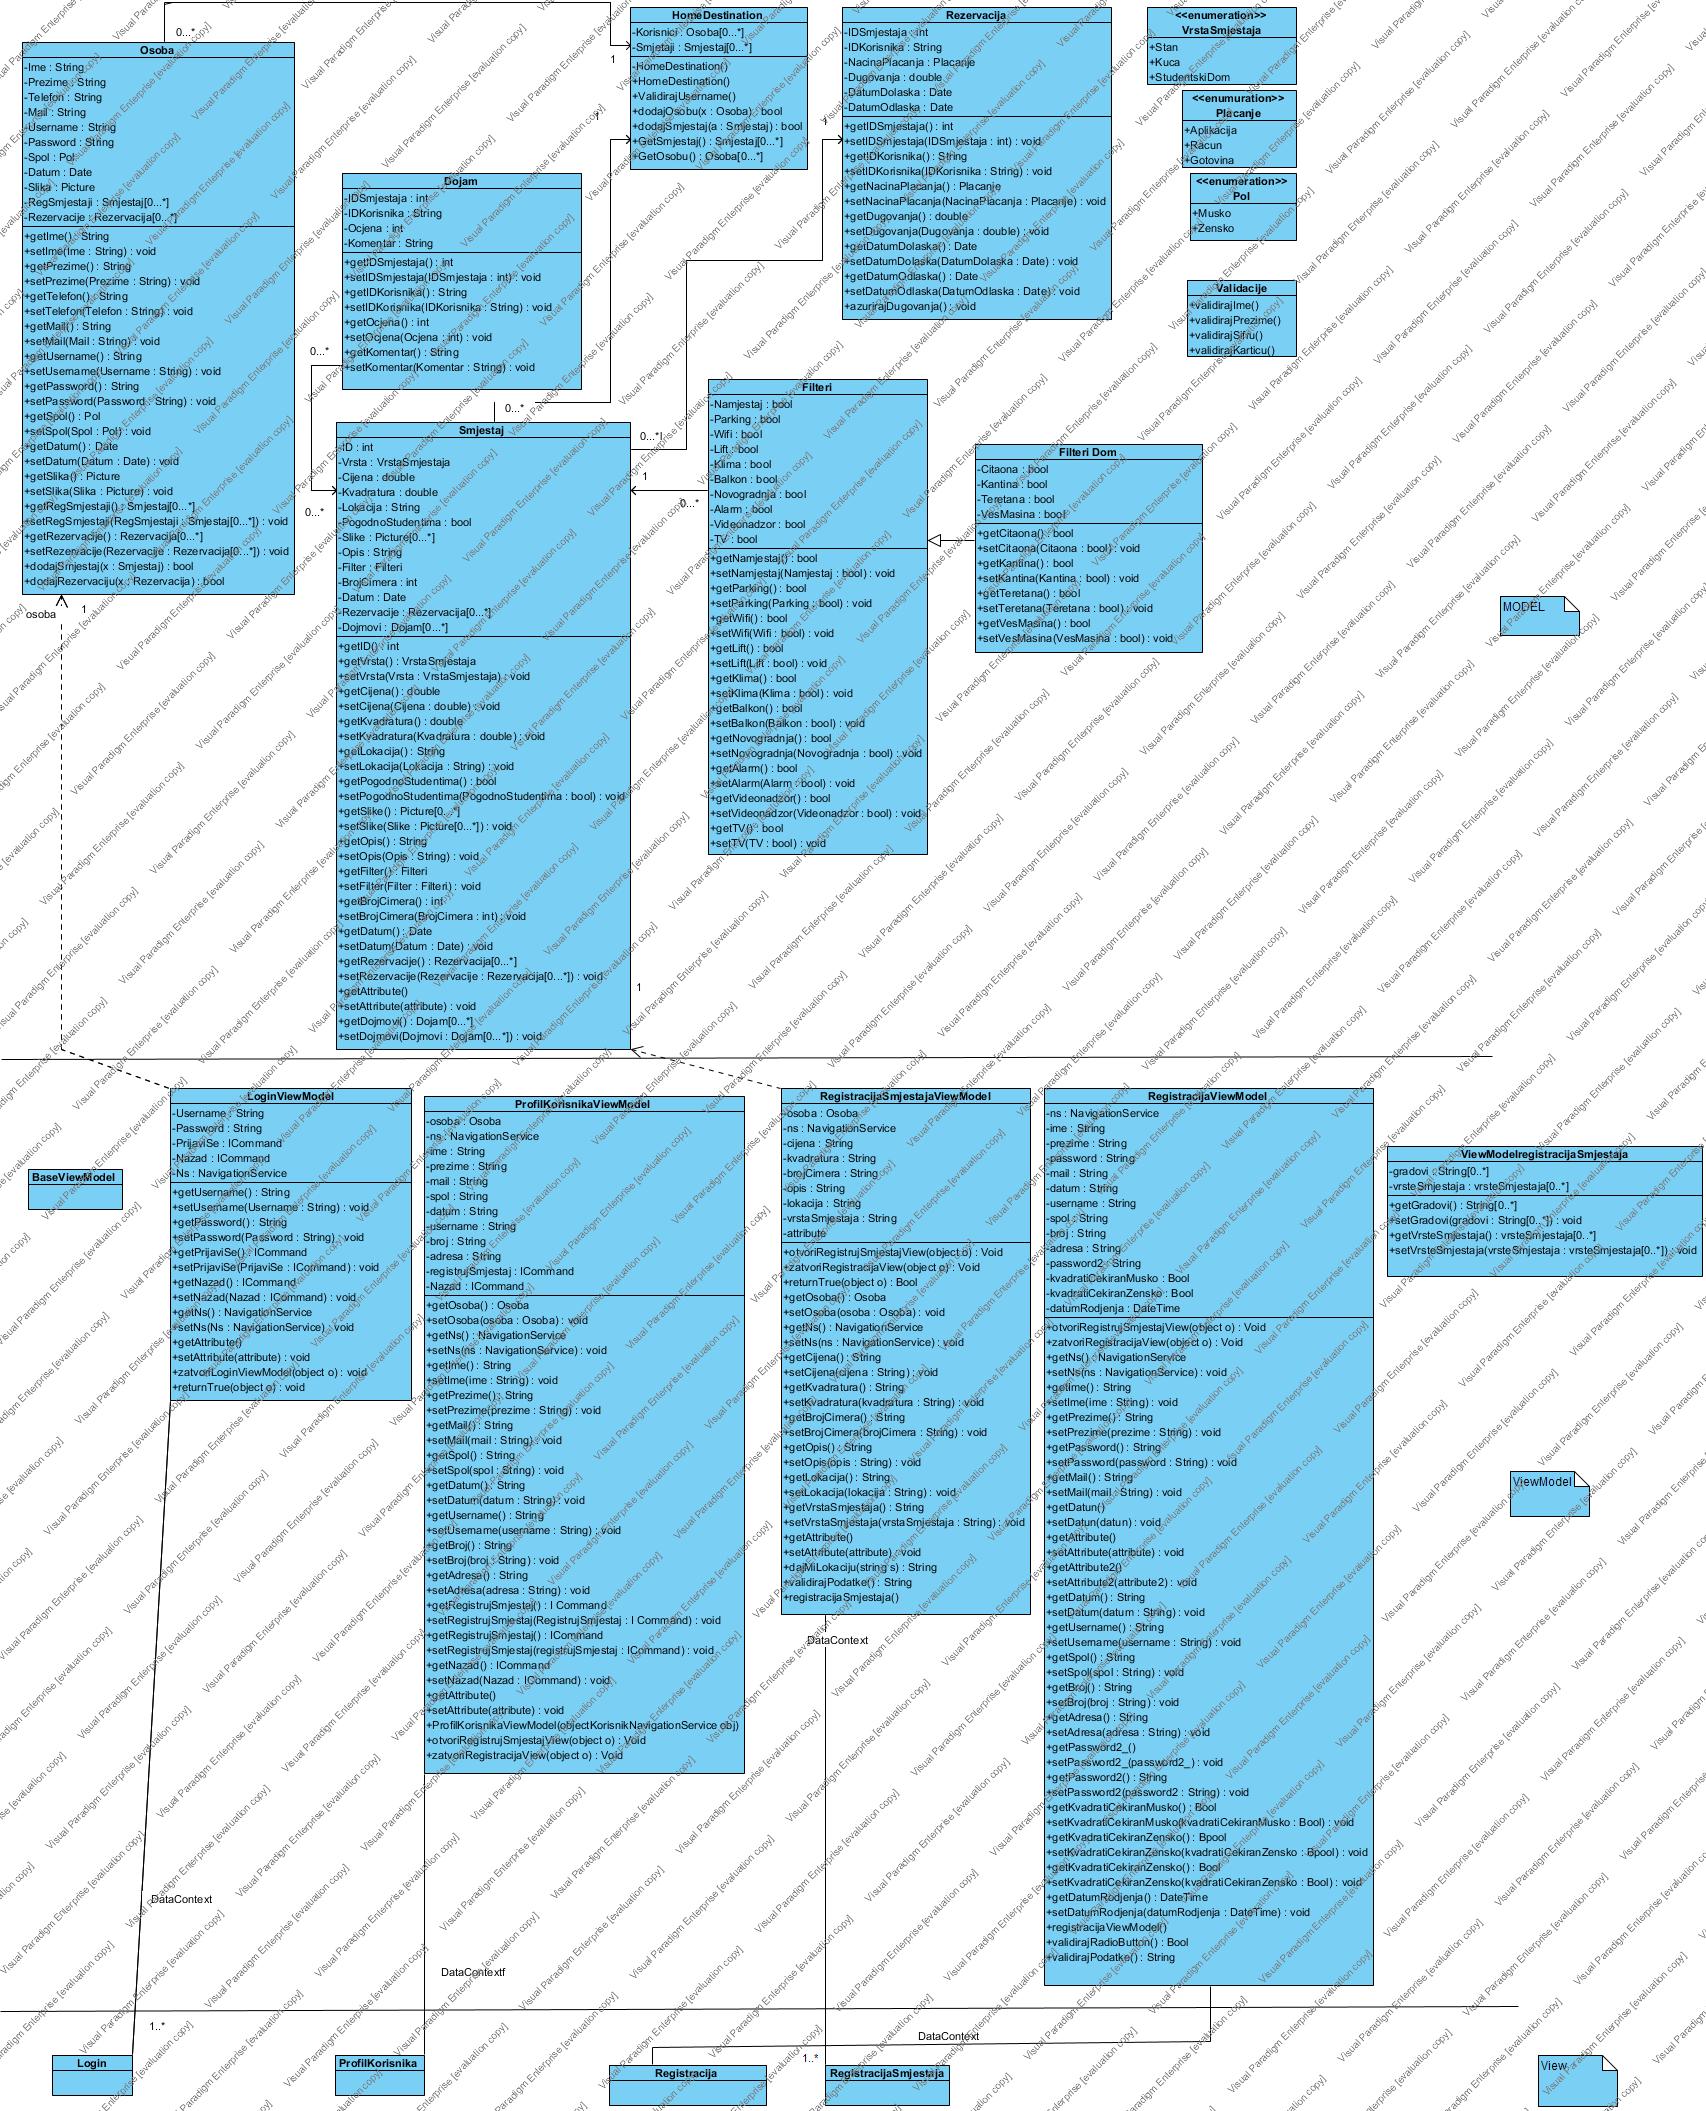 Osoba
-Ime : String
-Prezime : String
-Telefon : String
-Mail : String
-Username : String
-Password : String
-Spol : Pol
-Datum : Date
-Slika : Picture
-RegSmjestaji : Smjestaj[0...*]
-Rezervacije : Rezervacija[0...*]
+getIme() : String
+setIme(Ime : String) : void
+getPrezime() : String
+setPrezime(Prezime : String) : void
+getTelefon() : String
+setTelefon(Telefon : String) : void
+getMail() : String
+setMail(Mail : String) : void
+getUsername() : String
+setUsername(Username : String) : void
+getPassword() : String
+setPassword(Password : String) : void
+getSpol() : Pol
+setSpol(Spol : Pol) : void
+getDatum() : Date
+setDatum(Datum : Date) : void
+getSlika() : Picture
+setSlika(Slika : Picture) : void
+getRegSmjestaji() : Smjestaj[0...*]
+setRegSmjestaji(RegSmjestaji : Smjestaj[0...*]) : void
+getRezervacije() : Rezervacija[0...*]
+setRezervacije(Rezervacije : Rezervacija[0...*]) : void
+dodajSmjestaj(x : Smjestaj) : bool
+dodajRezervaciju(x : Rezervacija) : bool
0...*
1
osoba
1
HomeDestination
-Korisnici : Osoba[0...*]
-Smjetaji : Smjestaj[0...*]
-HomeDestination()
+HomeDestination()
+ValidirajUsername()
+dodajOsobu(x : Osoba) : bool
+dodajSmjestaj(a : Smjestaj) : bool
+GetSmjestaj() : Smjestaj[0...*]
+GetOsobu() : Osoba[0...*]
Rezervacija
-IDSmjestaja : int
-IDKorisnika : String
-NacinaPlacanja : Placanje
-Dugovanja : double
-DatumDolaska : Date
-DatumOdlaska : Date
+getIDSmjestaja() : int
+setIDSmjestaja(IDSmjestaja : int) : void
+getIDKorisnika() : String
+setIDKorisnika(IDKorisnika : String) : void
+getNacinaPlacanja() : Placanje
+setNacinaPlacanja(NacinaPlacanja : Placanje) : void
+getDugovanja() : double
+setDugovanja(Dugovanja : double) : void
+getDatumDolaska() : Date
+setDatumDolaska(DatumDolaska : Date) : void
+getDatumOdlaska() : Date
+setDatumOdlaska(DatumOdlaska : Date) : void
+azurirajDugovanja() : void
<<enumeration>>
VrstaSmjestaja
+Stan
+Kuca
+StudentskiDom
<<enumuration>>
Placanje
+Aplikacija
+Racun
+Gotovina
<<enumeration>>
Pol
+Musko
+Zensko
Validacije
+validirajIme()
+validirajPrezime()
+validirajSifru()
+validirajKarticu()
Dojam
-IDSmjestaja : int
-IDKorisnika : String
-Ocjena : int
-Komentar : String
+getIDSmjestaja() : int
+setIDSmjestaja(IDSmjestaja : int) : void
+getIDKorisnika() : String
+setIDKorisnika(IDKorisnika : String) : void
+getOcjena() : int
+setOcjena(Ocjena : int) : void
+getKomentar() : String
+setKomentar(Komentar : String) : void
0...*
0...*
0...*
0...*
1
0...*
Smjestaj
-ID : int
-Vrsta : VrstaSmjestaja
-Cijena : double
-Kvadratura : double
-Lokacija : String
-PogodnoStudentima : bool
-Slike : Picture[0...*]
-Opis : String
-Filter : Filteri
-BrojCimera : int
-Datum : Date
-Rezervacije : Rezervacija[0...*]
-Dojmovi : Dojam[0...*]
+getID() : int
+getVrsta() : VrstaSmjestaja
+setVrsta(Vrsta : VrstaSmjestaja) : void
+getCijena() : double
+setCijena(Cijena : double) : void
+getKvadratura() : double
+setKvadratura(Kvadratura : double) : void
+getLokacija() : String
+setLokacija(Lokacija : String) : void
+getPogodnoStudentima() : bool
+setPogodnoStudentima(PogodnoStudentima : bool) : void
+getSlike() : Picture[0...*]
+setSlike(Slike : Picture[0...*]) : void
+getOpis() : String
+setOpis(Opis : String) : void
+getFilter() : Filteri
+setFilter(Filter : Filteri) : void
+getBrojCimera() : int
+setBrojCimera(BrojCimera : int) : void
+getDatum() : Date
+setDatum(Datum : Date) : void
+getRezervacije() : Rezervacija[0...*]
+setRezervacije(Rezervacije : Rezervacija[0...*]) : void
+getAttribute()
+setAttribute(attribute) : void
+getDojmovi() : Dojam[0...*]
+setDojmovi(Dojmovi : Dojam[0...*]) : void
1
Filteri
-Namjestaj : bool
-Parking : bool
-Wifi : bool
-Lift : bool
-Klima : bool
-Balkon : bool
-Novogradnja : bool
-Alarm : bool
-Videonadzor : bool
-TV : bool
+getNamjestaj() : bool
+setNamjestaj(Namjestaj : bool) : void
+getParking() : bool
+setParking(Parking : bool) : void
+getWifi() : bool
+setWifi(Wifi : bool) : void
+getLift() : bool
+setLift(Lift : bool) : void
+getKlima() : bool
+setKlima(Klima : bool) : void
+getBalkon() : bool
+setBalkon(Balkon : bool) : void
+getNovogradnja() : bool
+setNovogradnja(Novogradnja : bool) : void
+getAlarm() : bool
+setAlarm(Alarm : bool) : void
+getVideonadzor() : bool
+setVideonadzor(Videonadzor : bool) : void
+getTV() : bool
+setTV(TV : bool) : void
Filteri Dom
-Citaona : bool
-Kantina : bool
-Teretana : bool
-VesMasina : bool
+getCitaona() : bool
+setCitaona(Citaona : bool) : void
+getKantina() : bool
+setKantina(Kantina : bool) : void
+getTeretana() : bool
+setTeretana(Teretana : bool) : void
+getVesMasina() : bool
+setVesMasina(VesMasina : bool) : void
MODEL
BaseViewModel
LoginViewModel
-Username : String
-Password : String
-PrijaviSe : ICommand
-Nazad : ICommand
-Ns : NavigationService
+getUsername() : String
+setUsername(Username : String) : void
+getPassword() : String
+setPassword(Password : String) : void
+getPrijaviSe() : ICommand
+setPrijaviSe(PrijaviSe : ICommand) : void
+getNazad() : ICommand
+setNazad(Nazad : ICommand) : void
+getNs() : NavigationService
+setNs(Ns : NavigationService) : void
+getAttribute()
+setAttribute(attribute) : void
+zatvoriLoginViewModel(object o) : void
+returnTrue(object o) : void
ProfilKorisnikaViewModel
-osoba : Osoba
-ns : NavigationService
-ime : String
-prezime : String
-mail : String
-spol : String
-datum : String
-username : String
-broj : String
-adresa : String
-registrujSmjestaj : ICommand
-Nazad : ICommand
+getOsoba() : Osoba
+setOsoba(osoba : Osoba) : void
+getNs() : NavigationService
+setNs(ns : NavigationService) : void
+getIme() : String
+setIme(ime : String) : void
+getPrezime() : String
+setPrezime(prezime : String) : void
+getMail() : String
+setMail(mail : String) : void
+getSpol() : String
+setSpol(spol : String) : void
+getDatum() : String
+setDatum(datum : String) : void
+getUsername() : String
+setUsername(username : String) : void
+getBroj() : String
+setBroj(broj : String) : void
+getAdresa() : String
+setAdresa(adresa : String) : void
+getRegistrujSmjestaj() : I Command
+setRegistrujSmjestaj(RegistrujSmjestaj : I Command) : void
+getRegistrujSmjestaj() : ICommand
+setRegistrujSmjestaj(registrujSmjestaj : ICommand) : void
+getNazad() : ICommand
+setNazad(Nazad : ICommand) : void
+getAttribute()
+setAttribute(attribute) : void
+ProfilKorisnikaViewModel(objectKorisnikNavigationService obj)
+otvoriRegistrujSmjestajView(object o) : Void
+zatvoriRegistracijaView(object o) : Void
RegistracijaSmjestajaViewModel
-osoba : Osoba
-ns : NavigationService
-cijena : String
-kvadratura : String
-brojCimera : String
-opis : String
-lokacija : String
-vrstaSmjestaja : String
-attribute
+otvoriRegistrujSmjestajView(object o) : Void
+zatvoriRegistracijaView(object o) : Void
+returnTrue(object o) : Bool
+getOsoba() : Osoba
+setOsoba(osoba : Osoba) : void
+getNs() : NavigationService
+setNs(ns : NavigationService) : void
+getCijena() : String
+setCijena(cijena : String) : void
+getKvadratura() : String
+setKvadratura(kvadratura : String) : void
+getBrojCimera() : String
+setBrojCimera(brojCimera : String) : void
+getOpis() : String
+setOpis(opis : String) : void
+getLokacija() : String
+setLokacija(lokacija : String) : void
+getVrstaSmjestaja() : String
+setVrstaSmjestaja(vrstaSmjestaja : String) : void
+getAttribute()
+setAttribute(attribute) : void
+dajMiLokaciju(string s) : String
+validirajPodatke() : String
+registracijaSmjestaja()
RegistracijaViewModel
-ns : NavigationService
-ime : String
-prezime : String
-password : String
-mail : String
-datum : String
-username : String
-spol : String
-broj : String
-adresa : String
-password2 : String
-kvadratiCekiranMusko : Bool
-kvadratiCekiranZensko : Bool
-datumRodjenja : DateTime
+otvoriRegistrujSmjestajView(object o) : Void
+zatvoriRegistracijaView(object o) : Void
+getNs() : NavigationService
+setNs(ns : NavigationService) : void
+getIme() : String
+setIme(ime : String) : void
+getPrezime() : String
+setPrezime(prezime : String) : void
+getPassword() : String
+setPassword(password : String) : void
+getMail() : String
+setMail(mail : String) : void
+getDatun()
+setDatun(datun) : void
+getAttribute()
+setAttribute(attribute) : void
+getAttribute2()
+setAttribute2(attribute2) : void
+getDatum() : String
+setDatum(datum : String) : void
+getUsername() : String
+setUsername(username : String) : void
+getSpol() : String
+setSpol(spol : String) : void
+getBroj() : String
+setBroj(broj : String) : void
+getAdresa() : String
+setAdresa(adresa : String) : void
+getPassword2_()
+setPassword2_(password2_) : void
+getPassword2() : String
+setPassword2(password2 : String) : void
+getKvadratiCekiranMusko() : Bool
+setKvadratiCekiranMusko(kvadratiCekiranMusko : Bool) : void
+getKvadratiCekiranZensko() : Bpool
+setKvadratiCekiranZensko(kvadratiCekiranZensko : Bpool) : void
+getKvadratiCekiranZensko() : Bool
+setKvadratiCekiranZensko(kvadratiCekiranZensko : Bool) : void
+getDatumRodjenja() : DateTime
+setDatumRodjenja(datumRodjenja : DateTime) : void
+registracijaViewModel()
+validirajRadioButton() : Bool
+validirajPodatke() : String
ViewModelregistracijaSmjestaja
-gradovi : String[0..*]
-vrsteSmjestaja : vrsteSmjestaja[0..*]
+getGradovi() : String[0..*]
+setGradovi(gradovi : String[0..*]) : void
+getVrsteSmjestaja() : vrsteSmjestaja[0..*]
+setVrsteSmjestaja(vrsteSmjestaja : vrsteSmjestaja[0..*]) : void
ViewModel
DataContext
DataContext
DataContextf
DataContext
1..*
1..*
Login
ProfilKorisnika
Registracija
RegistracijaSmjestaja
View
Visual Paradigm Enterprise [evaluation copy]